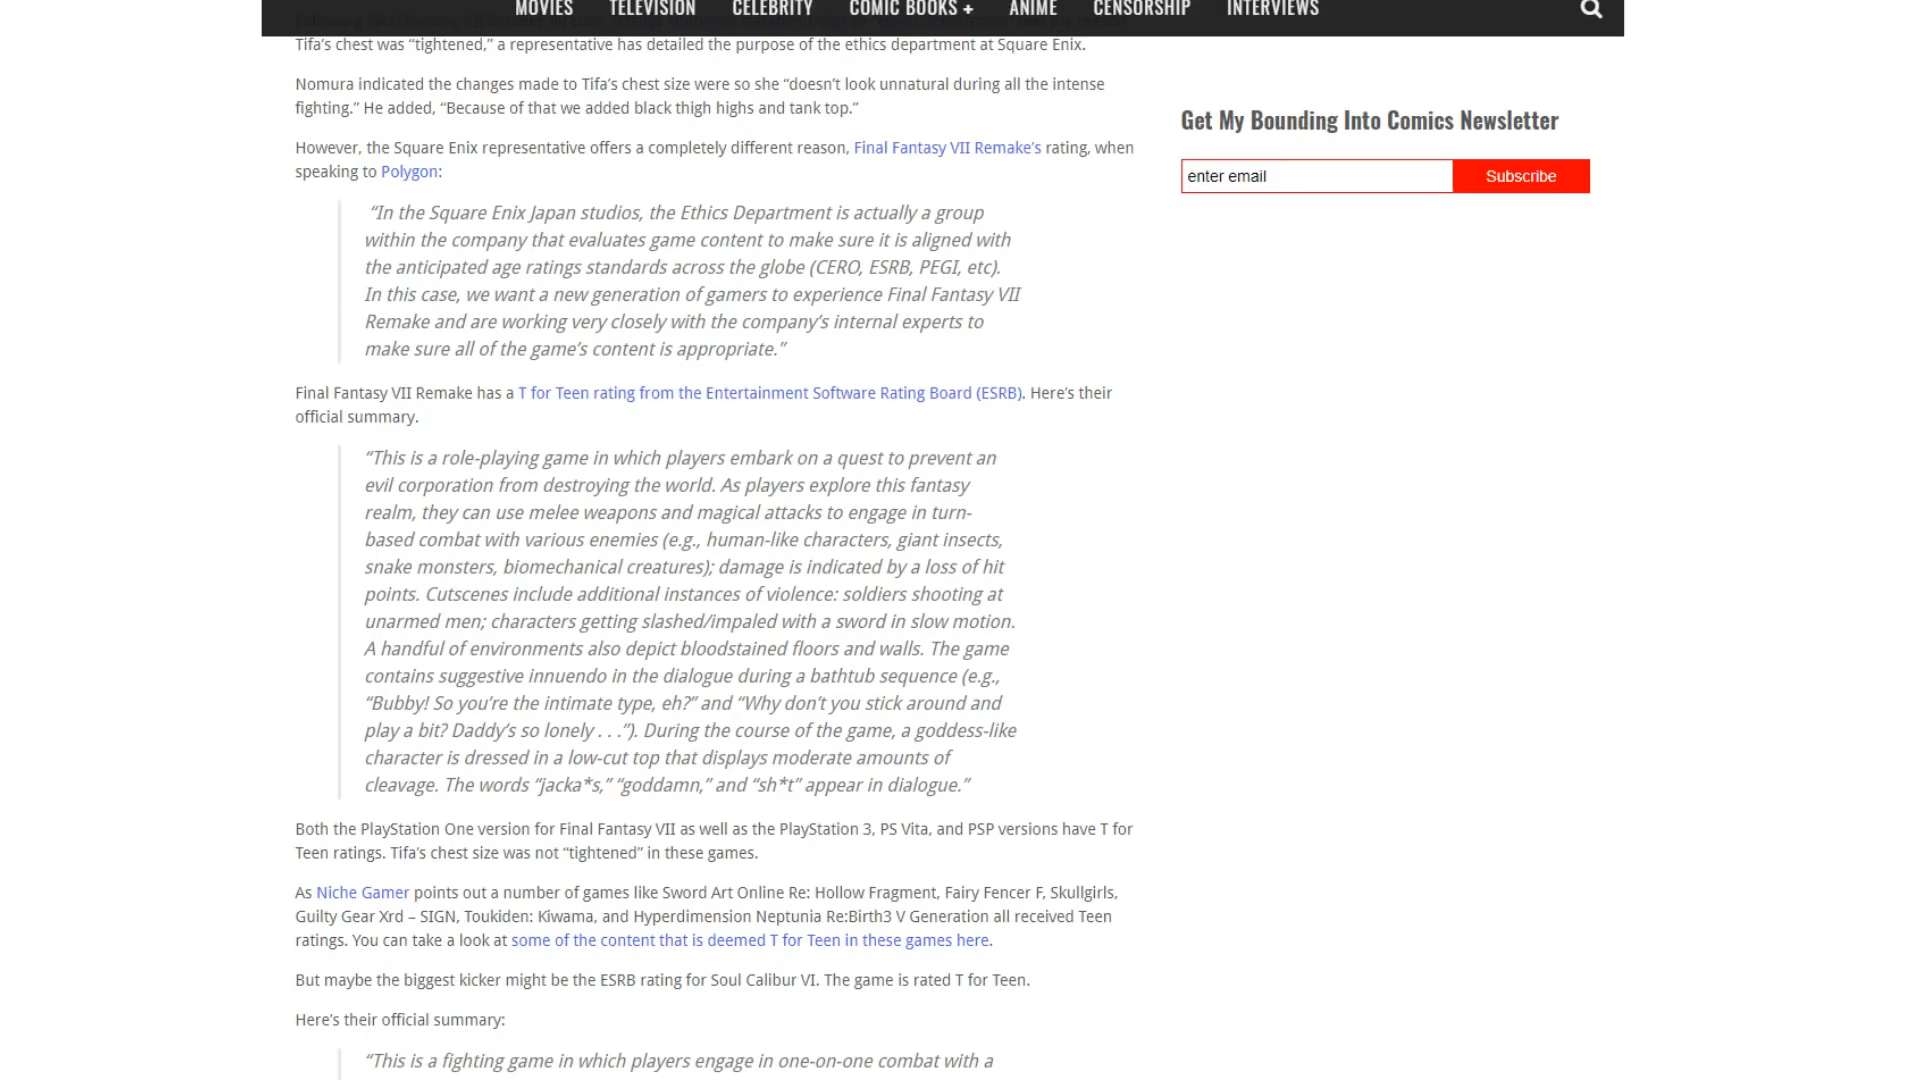 MOVIES TELEVISION CELEBRITY COMIC BOOKS + ANIME CENSORSHIP INTERVIEWS
Tifa’s chest was “tightened,” a representative has detailed the purpose of the ethics department at Square Enix.
Nomura indicated the changes made to Tifa’s chest size were so she “doesn’t look unnatural during all the intense
fighting.” He added, “Because of that we added black thigh highs and tank top.”
However, the Square Enix representative offers a completely different reason, Final Fantasy VII Remake’s rating, when
speaking to Polygon:
“In the Square Enix Japan studios, the Ethics Department is actually a group
within the company that evaluates game content to make sure it is aligned with
the anticipated age ratings standards across the globe (CERO, ESRB, PEGI, etc).
In this case, we want a new generation of gamers to experience Final Fantasy VII
Remake and are working very closely with the company’s internal experts to
make sure all of the game’s content is appropriate.”
Final Fantasy VII Remake has a T for Teen rating from the Entertainment Software Rating Board (ESRB). Here’s their
official summary.
“This is a role-playing game in which players embark on a quest to prevent an
evil corporation from destroying the world. As players explore this fantasy
realm, they can use melee weapons and magical attacks to engage in turn-
based combat with various enemies (e.g., human-like characters, giant insects,
snake monsters, biomechanical creatures); damage is indicated by a loss of hit
points. Cutscenes include additional instances of violence: soldiers shooting at
unarmed men; characters getting slashed/impaled with a sword in slow motion.
A handful of environments also depict bloodstained floors and walls. The game
contains suggestive innuendo in the dialogue during a bathtub sequence (e.g.,
“Bubby! So you’re the intimate type, eh?” and “Why don’t you stick around and
play a bit? Daddy’s so lonely . . .”). During the course of the game, a goddess-like
character is dressed in a low-cut top that displays moderate amounts of
cleavage. The words “jacka*s,” “goddamn,” and “sh*t” appear in dialogue.”
Both the PlayStation One version for Final Fantasy VII as well as the PlayStation 3, PS Vita, and PSP versions have T for
Teen ratings. Tifa’s chest size was not “tightened” in these games.
As Niche Gamer points out a number of games like Sword Art Online Re: Hollow Fragment, Fairy Fencer F, Skullgirls,
Guilty Gear Xrd – SIGN, Toukiden: Kiwama, and Hyperdimension Neptunia Re:Birth3 V Generation all received Teen
ratings. You can take a look at some of the content that is deemed T for Teen in these games here.
But maybe the biggest kicker might be the ESRB rating for Soul Calibur VI. The game is rated T for Teen.
Here’s their official summary:
“This is a fighting game in which players engage in one-on-one combat with a
Get My Bounding Into Comics Newsletter
enter email
Subscribe